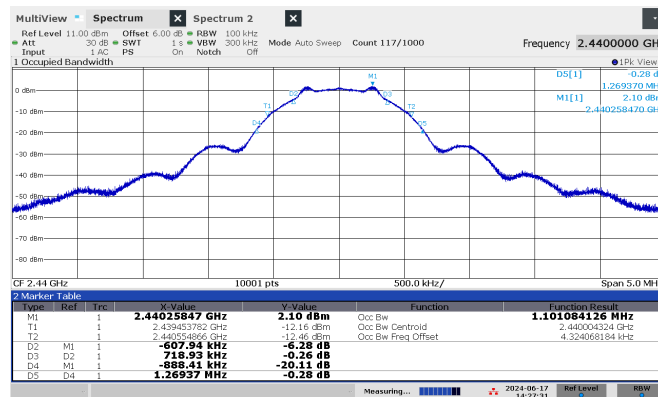 MultiView Spectrum X Spectrum 2 X
Ref Level 11.00 dBm Offset 6.00 dB RBW 100 kHz
Att 30 dB SWT 1 s VBW 300 kHz Mode Auto Sweep Count 117/1000 Frequency 2.4400000 GH
Input 1 AC PS On Notch Off
1 Occupied Bandwidth 1Pk View
D5[1] -0.28 d
1.269370 MH
M1[1] 2.10 dB
2.440258470 GH
M1
0 dBm
D2 D3
T1 T2
-10 dBm
D4 D5
-20 dBm
-30 dBm
-40 dBm
-50 dBm
-60 dBm
-70 dBm
-80 dBm
CF 2.44 GHz 10001 pts 500.0 kHz/ Span 5.0 MH
2 Marker Table
Type Ref Trc X-Value Y-Value Function Function Result
M1 1 2.44025847 GHz 2.10 dBm Occ Bw 1.101084126 MHz
T1 1 2.439453782 GHz -12.16 dBm Occ Bw Centroid 2.440004324 GHz
T2 1 2.440554866 GHz -12.46 dBm Occ Bw Freq Offset 4.324068184 kHz
D2 M1 1 -607.94 kHz -6.28 dB
D3 D2 1 718.93 kHz -0.26 dB
D4 M1 1 -888.41 kHz -20.11 dB
D5 D4 1 1.26937 MHz -0.28 dB
Measuring... 2024-06-17 Ref Level RBW
14:27:31